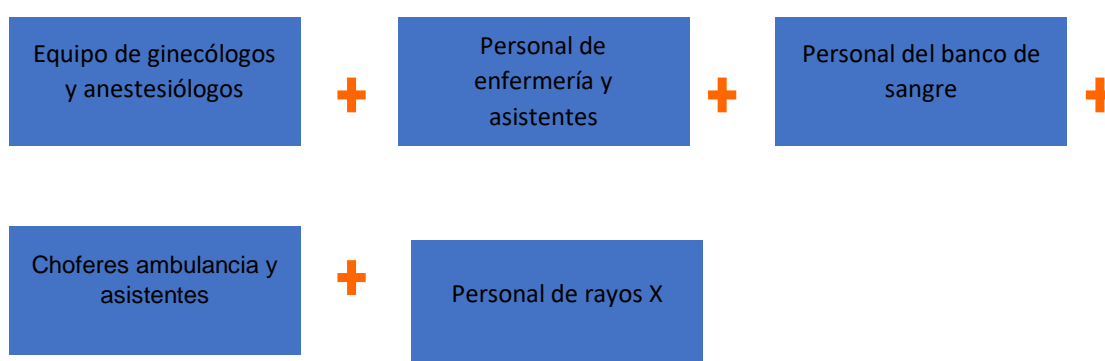 Equipo de ginecólogos
y anestesiólogos
Personal de
enfermería y
asistentes
Personal del banco de
sangre
Choferes ambulancia y
asistentes
Personal de rayos X